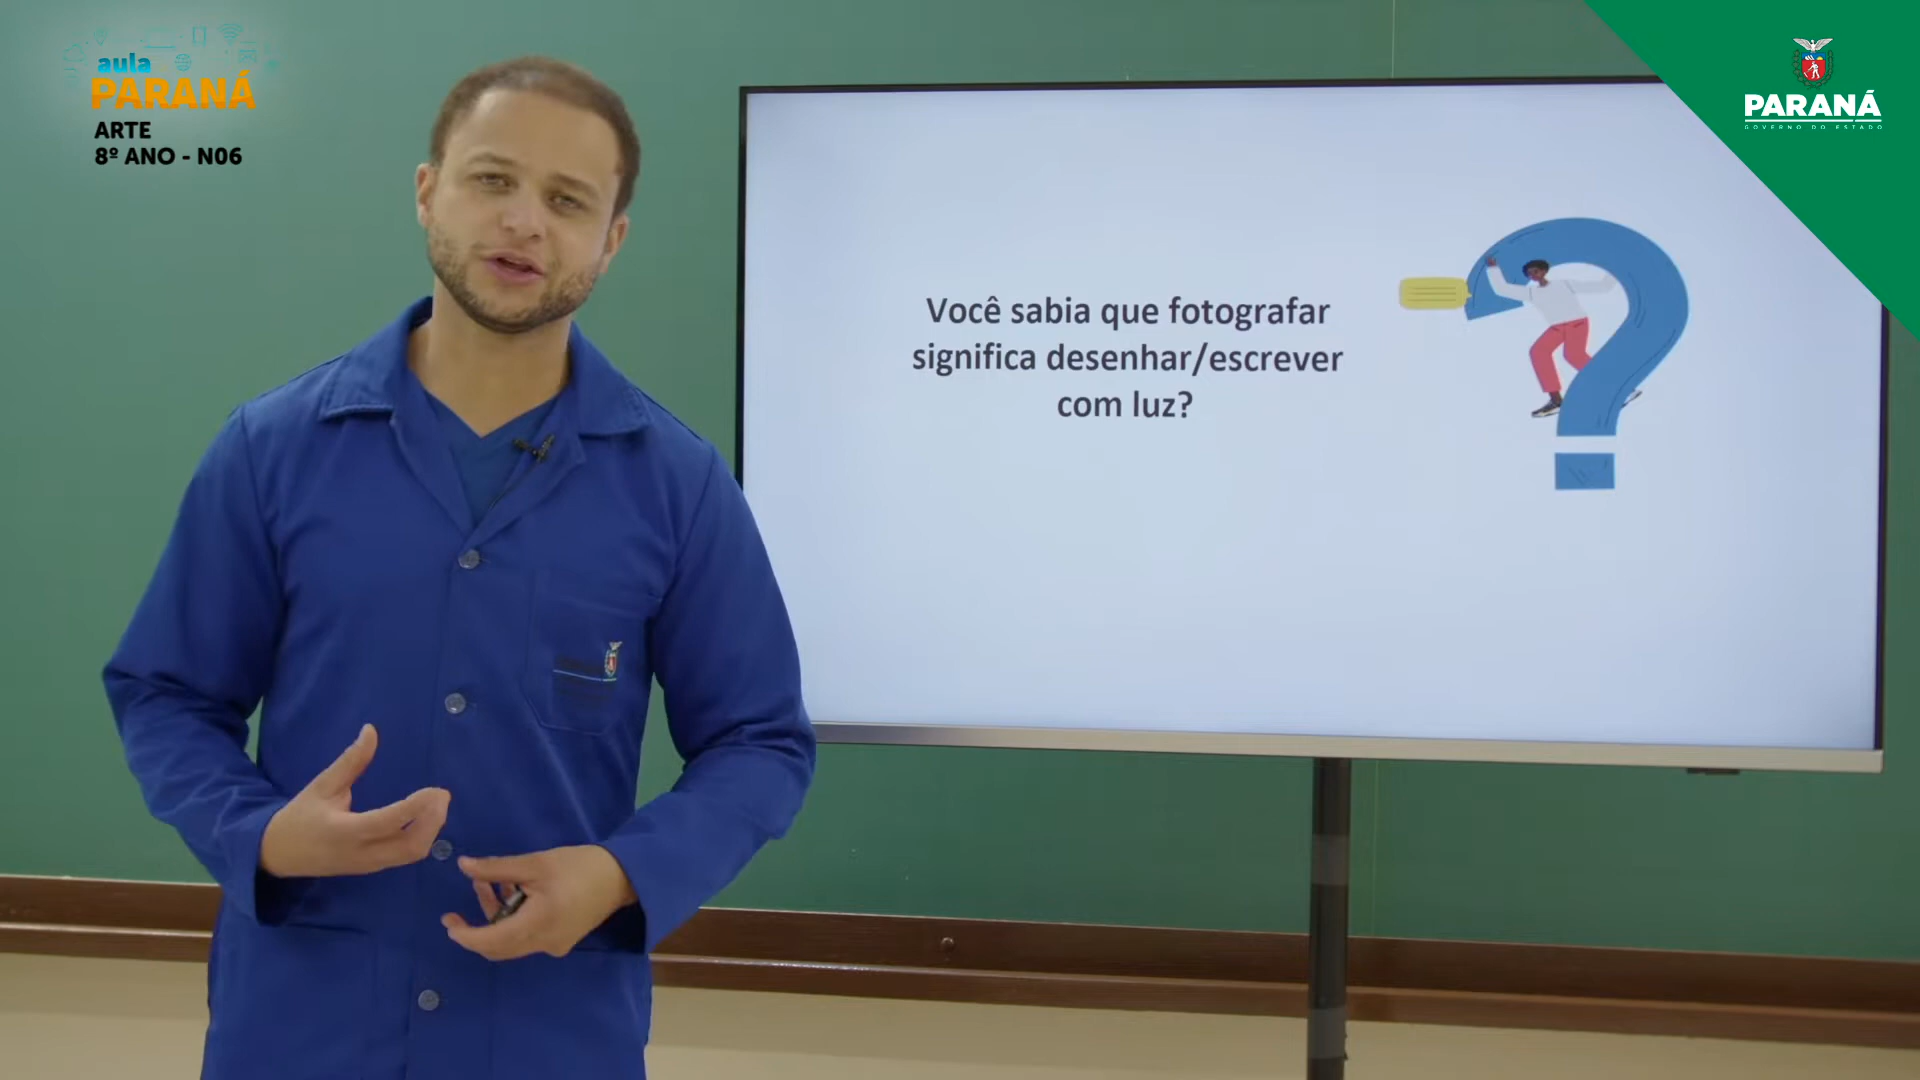 aula
PARANÁ
ARTE
8º ANO - N06
PARANÁ
GOVERNO DO ESTADO
Você sabia que fotografar
significa desenhar/escrever
com luz?